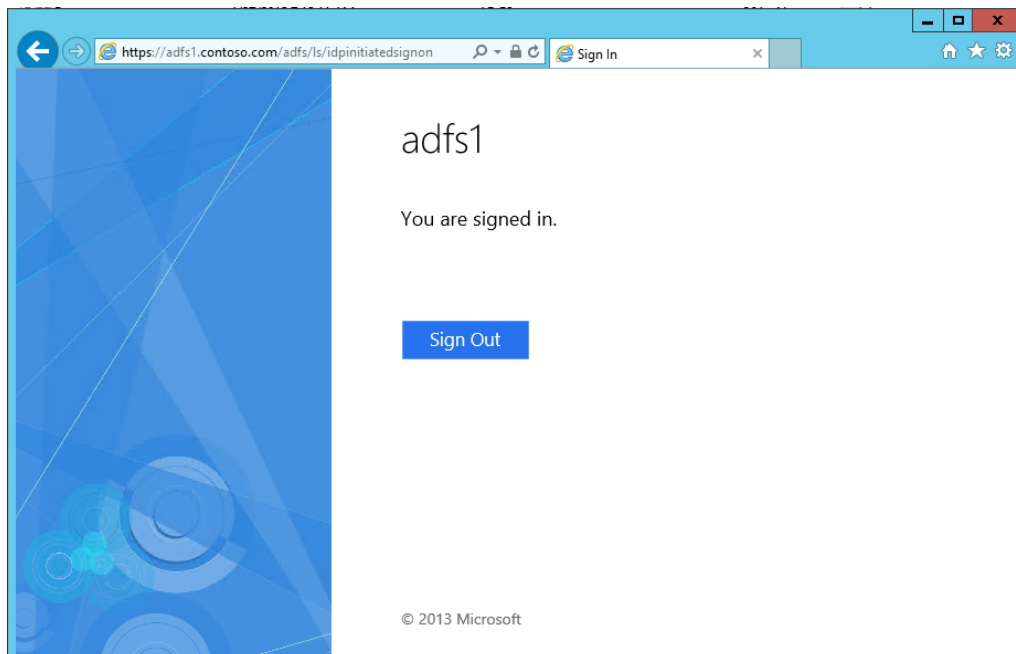 https://adfs1.contoso.com/adfs/ls/idpinitiatedsignon
Sign In
adfs1
You are signed in.
Sign Out
© 2013 Microsoft